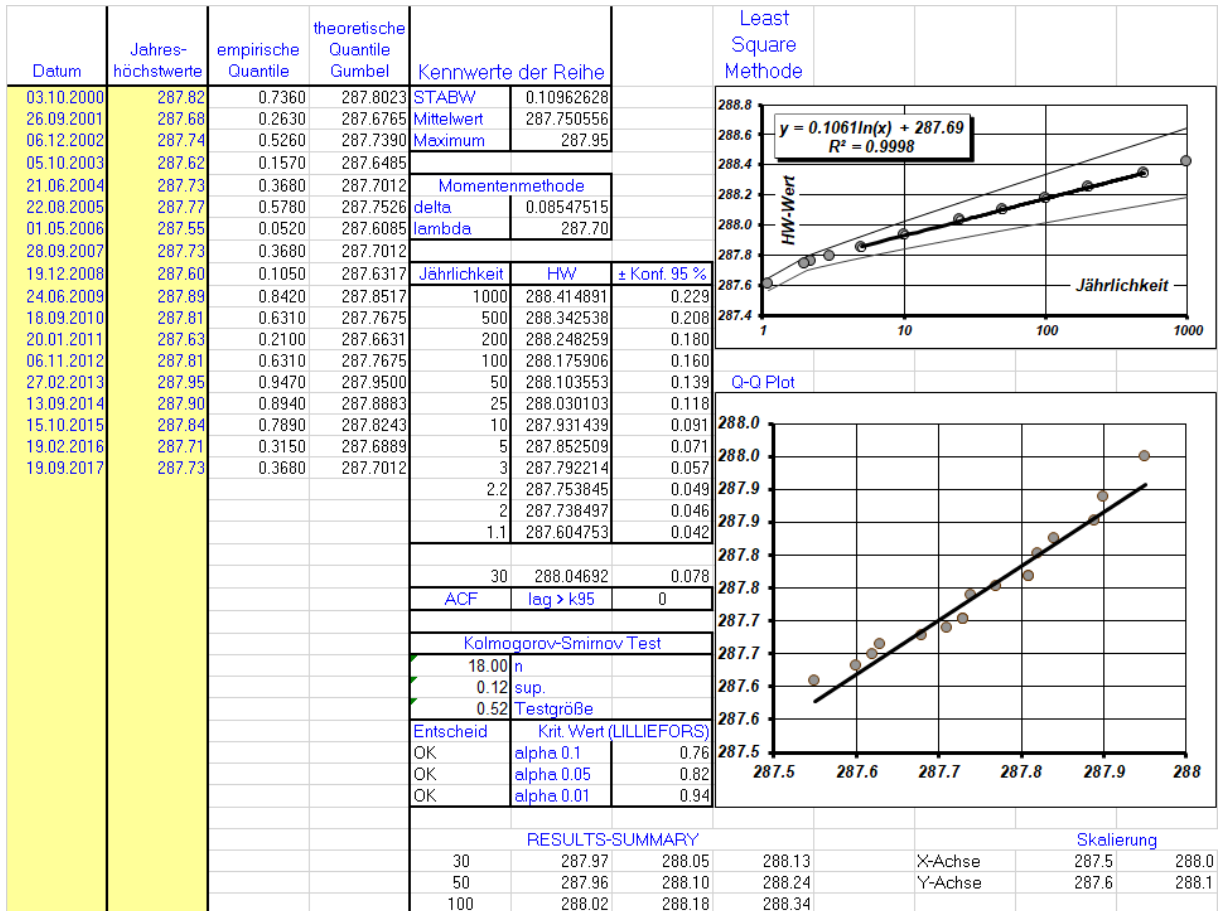 Datum Jahres-höchstwerte empirische Quantile theoretische Quantile Gumbel Kennwerte der Reihe Least Square Methode
03.10.2000 287.82 0.7360 287.8023 STABW 0.10962628
26.09.2001 287.68 0.2630 287.6765 Mittelwert 287.750556
06.12.2002 287.74 0.5260 287.7390 Maximum 287.95
05.10.2003 287.62 0.1570 287.6485
21.06.2004 287.73 0.3680 287.7012 Momentenmethode
22.08.2005 287.77 0.5780 287.7526 delta 0.08547515
01.05.2006 287.55 0.0520 287.6085 lambda 287.70
28.09.2007 287.73 0.3680 287.7012
19.12.2008 287.60 0.1050 287.6317 Jährlichkeit HW ± Konf. 95 %
24.06.2009 287.89 0.8420 287.8517 1000 288.414891 0.229
18.09.2010 287.81 0.6310 287.7675 500 288.342538 0.208
20.01.2011 287.63 0.2100 287.6631 200 288.248259 0.180
06.11.2012 287.81 0.6310 287.7675 100 288.175906 0.160
27.02.2013 287.95 0.9470 287.9500 50 288.103553 0.139
13.09.2014 287.90 0.8940 287.8883 25 288.030103 0.118
15.10.2015 287.84 0.7890 287.8243 10 287.931439 0.091
19.02.2016 287.71 0.3150 287.6889 5 287.852509 0.071
19.09.2017 287.73 0.3680 287.7012 3 287.792214 0.057
2.2 287.753845 0.049
2 287.738497 0.046
1.1 287.604753 0.042
30 288.04692 0.078
ACF lag > k95 0
Kolmogorov-Smirnov Test
18.00 n
0.12 sup.
0.52 Testgröße
Entscheid Krit. Wert (LILLIEFORS)
OK alpha 0.1 0.76
OK alpha 0.05 0.82
OK alpha 0.01 0.94
288.8
288.6
288.4
288.2
288.0
287.8
287.6
287.4
y = 0.1061ln(x) + 287.69
R² = 0.9998
HW-Wert
Jährlichkeit
1 10 100 1000
Q-Q Plot
288.0
288.0
287.9
287.9
287.8
287.8
287.7
287.7
287.6
287.6
287.5
287.5 287.6 287.7 287.8 287.9 288
RESULTS-SUMMARY Skalierung
30 287.97 288.05 288.13 X-Achse 287.5 288.0
50 287.96 288.10 288.24 Y-Achse 287.6 288.1
100 288.02 288.18 288.34